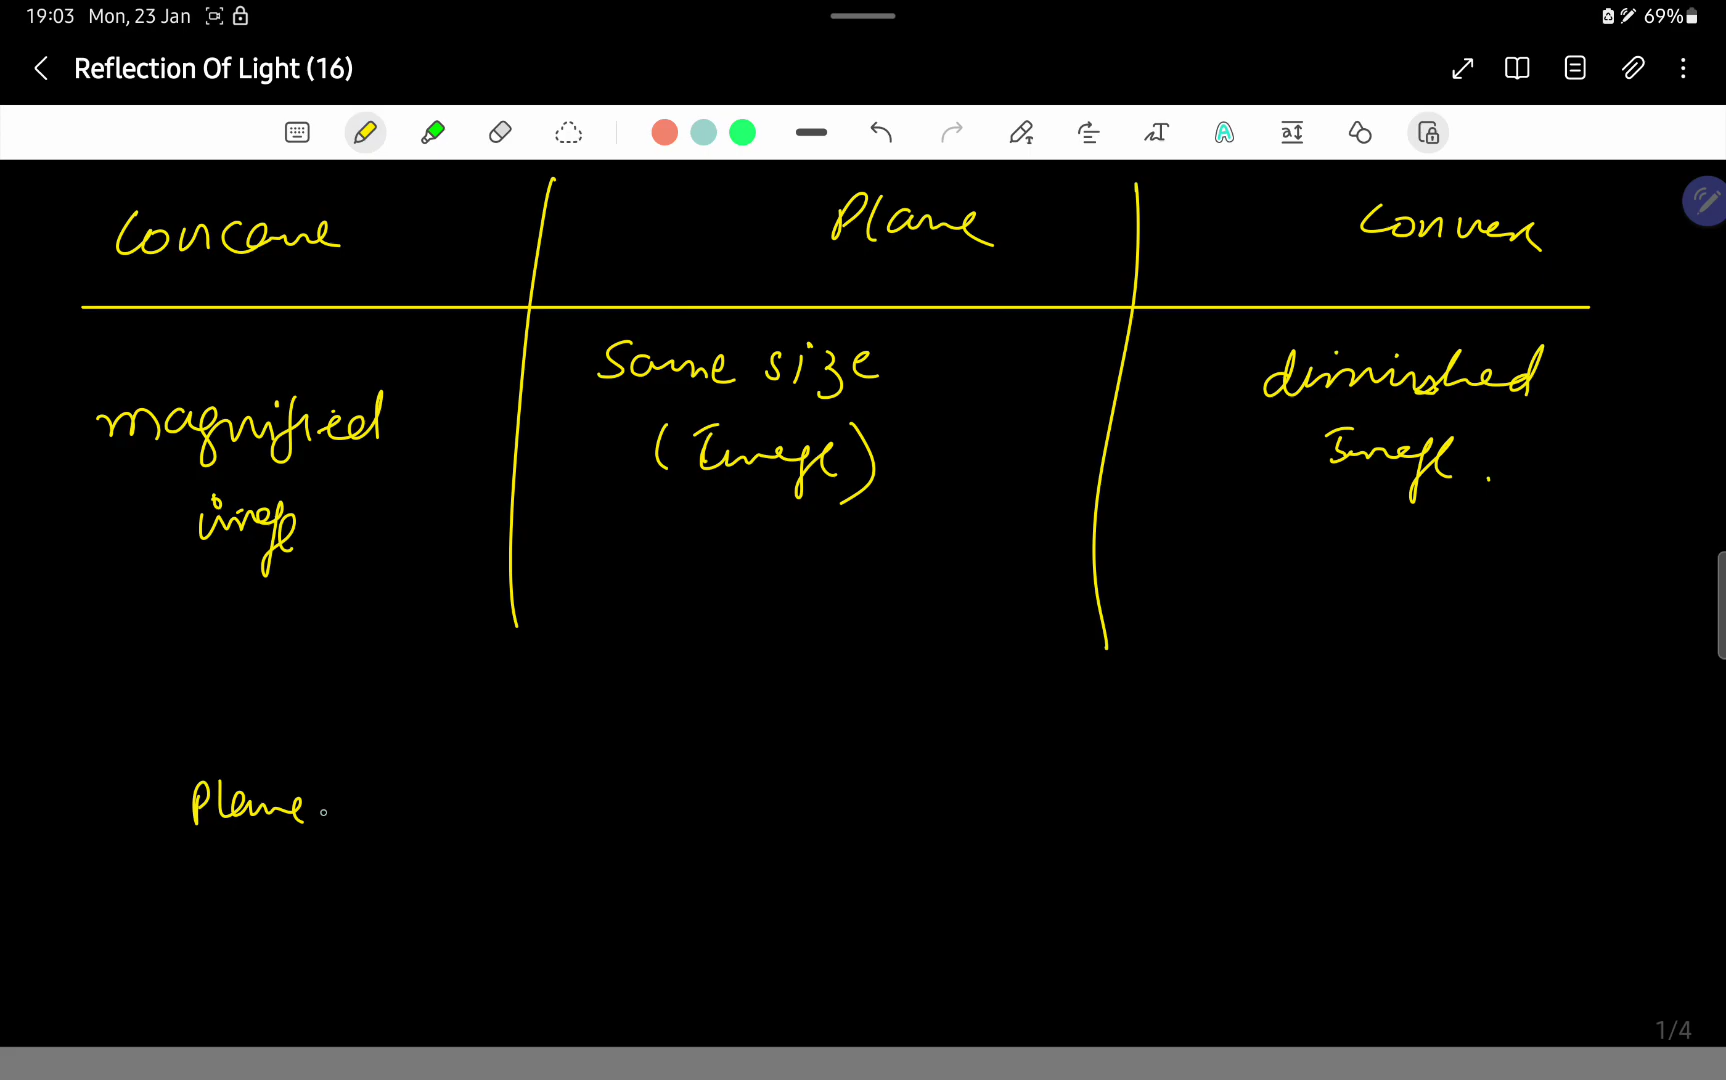 19:03 Mon, 23 Jan 69%
Reflection Of Light (16)
Concave Plane Convex
magnified image
Same size (Image)
diminished Image.
Plane
1/4